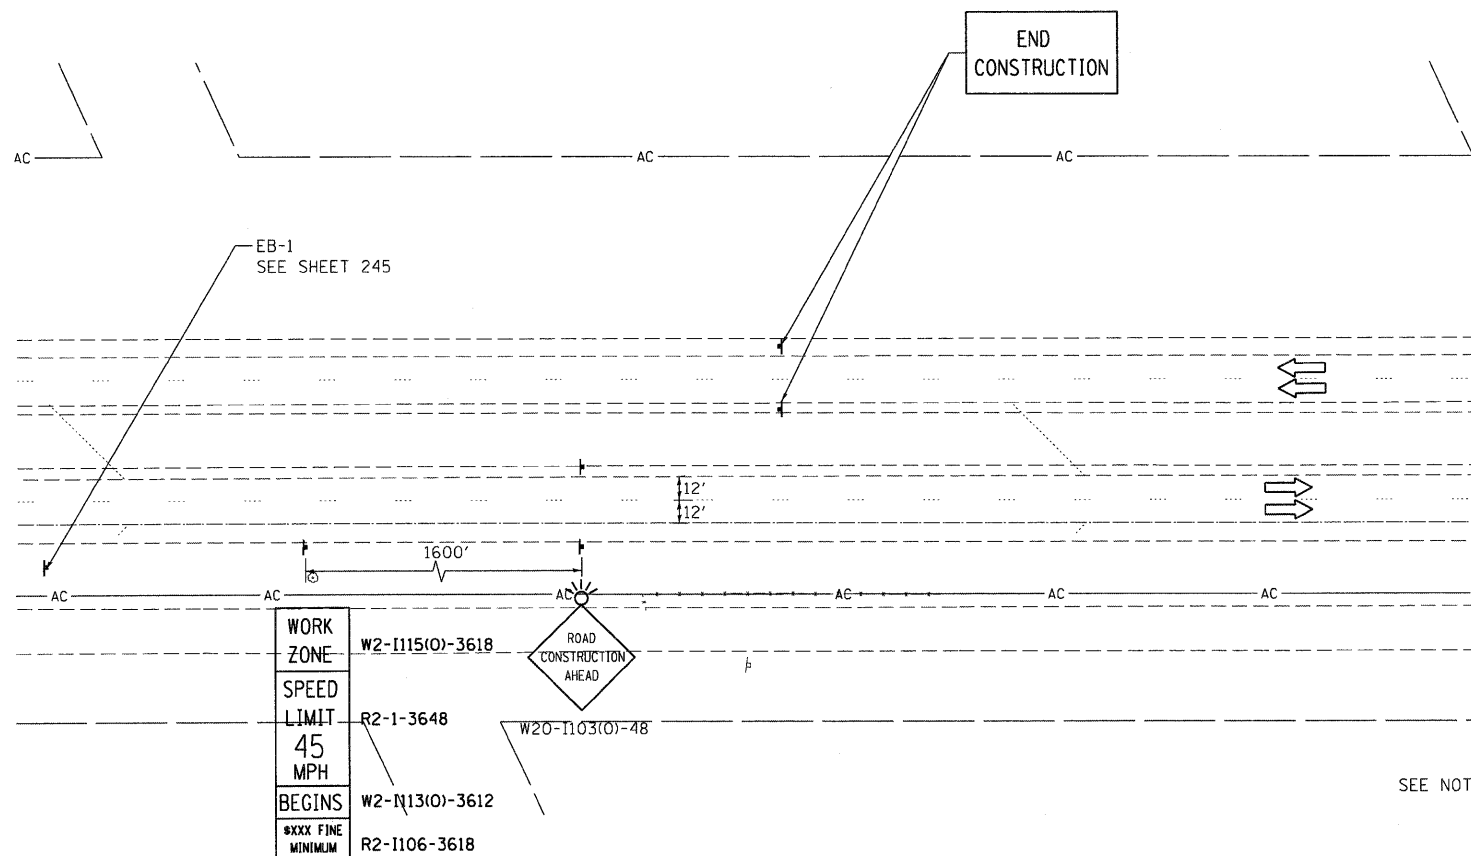 END
CONSTRUCTION
AC
AC
AC
EB-1
SEE SHEET 245
12'
12'
1600'
AC
AC
AC
AC
AC
AC
WORK
ZONE
W2-I115(O)-3618
SPEED
LIMIT
45
MPH
R2-1-3648
BEGINS
W2-I113(O)-3612
$XXX FINE
MINIMUM
R2-I106-3618
ROAD
CONSTRUCTION
AHEAD
W20-I103(O)-48
SEE NOT